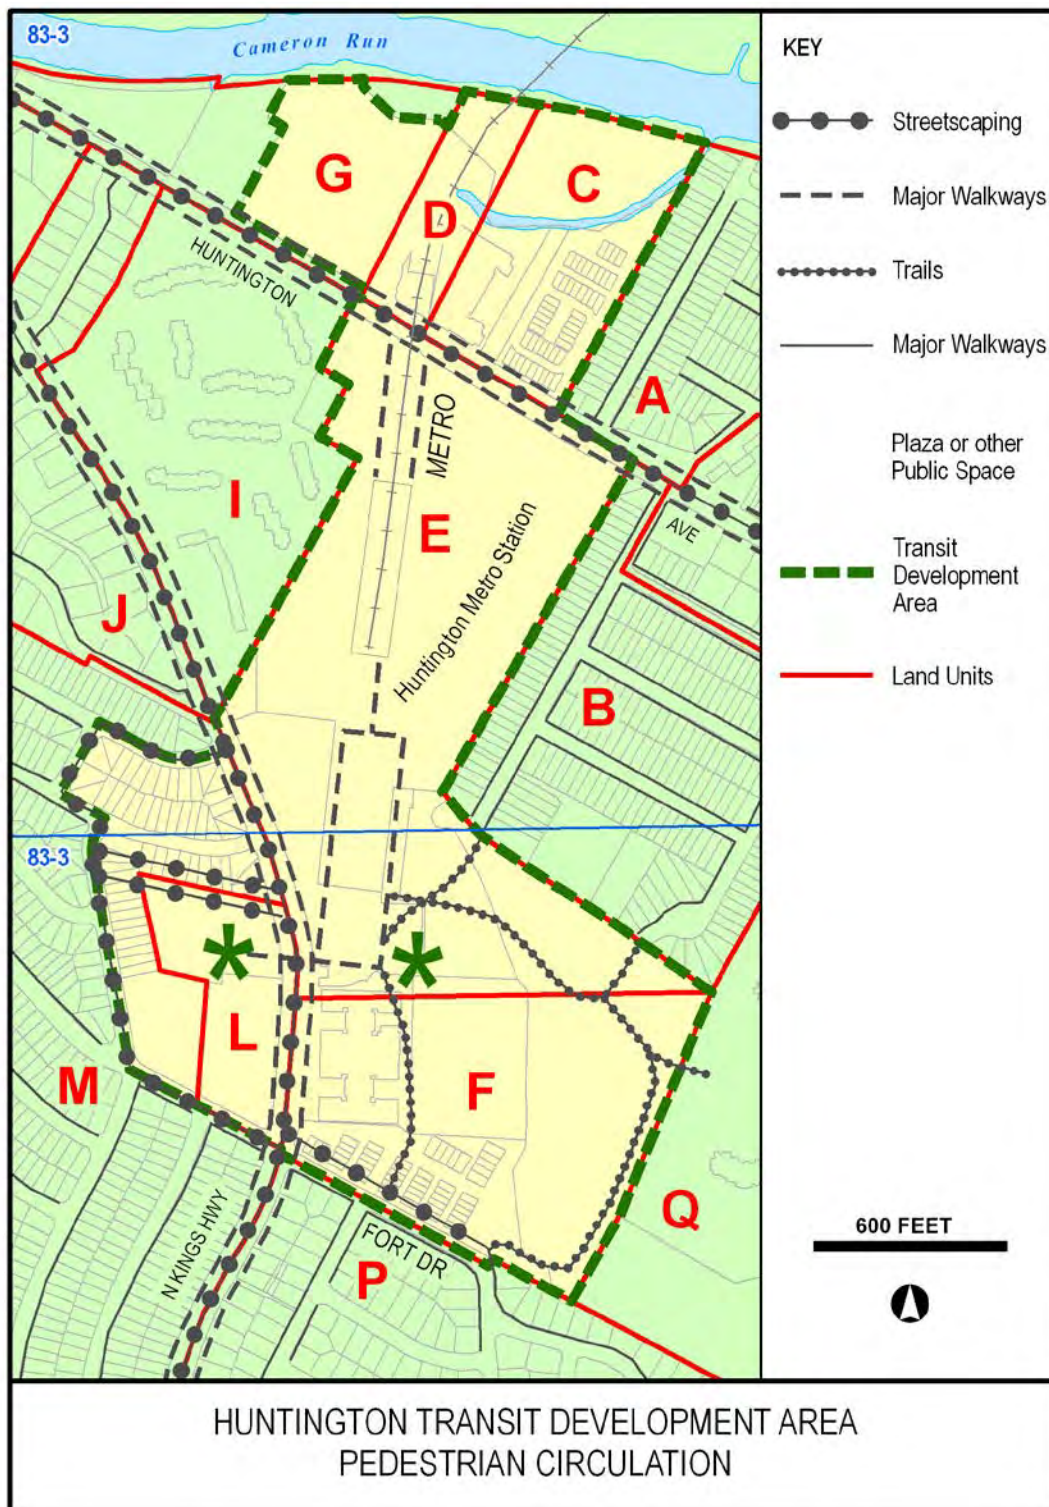 83-3
Cameron Run
G
D
C
HUNTINGTON
A
METRO
I
E
AVE
Huntington Metro Station
J
B
83-3
L
M
F
Q
N KINGS HWY
FORT DR
P
KEY
Streetscaping
Major Walkways
Trails
Major Walkways
Plaza or other
Public Space
Transit
Development
Area
Land Units
600 FEET
HUNTINGTON TRANSIT DEVELOPMENT AREA
PEDESTRIAN CIRCULATION